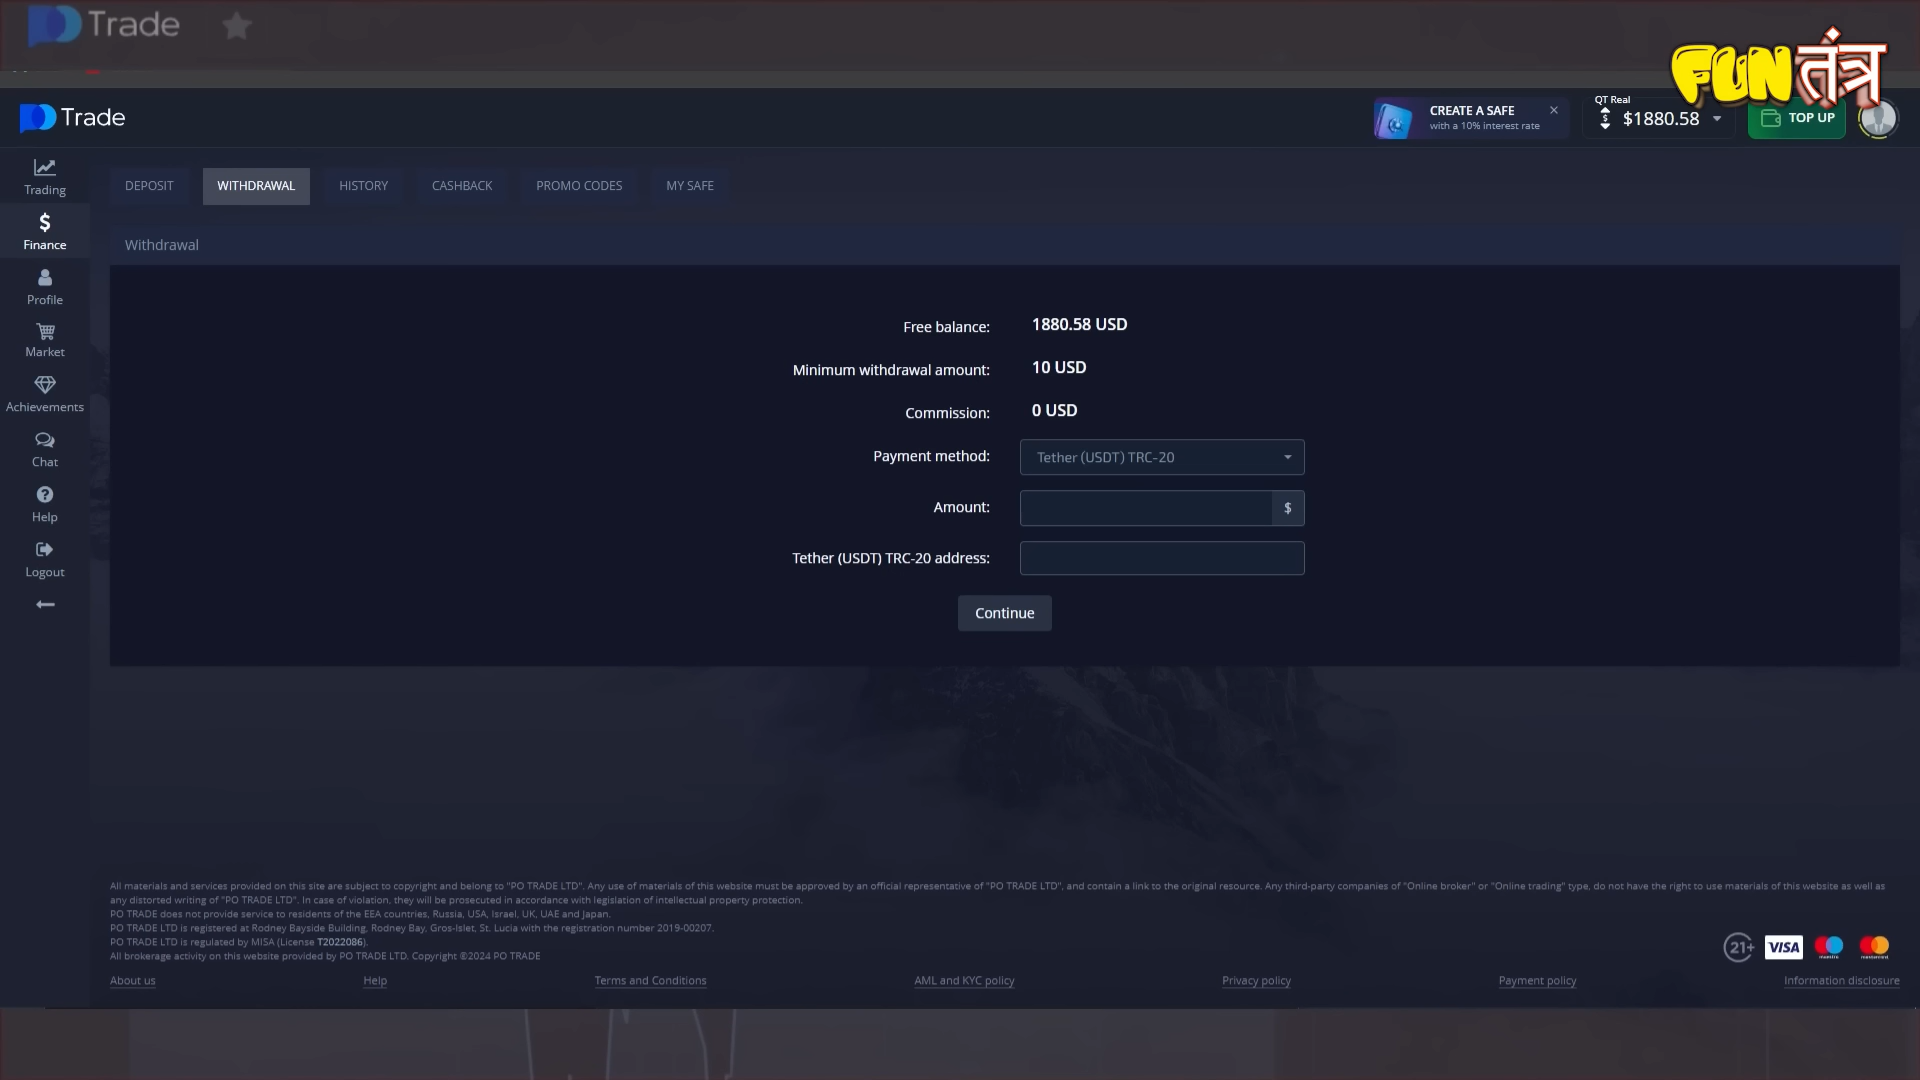 Trade
FUNतंत्र
Trade
CREATE A SAFE
with a 10% interest rate
QT Real
$1880.58
TOP UP
Trading
Finance
Profile
Market
Achievements
Chat
Help
Logout
DEPOSIT WITHDRAWAL HISTORY CASHBACK PROMO CODES MY SAFE
Withdrawal
Free balance: 1880.58 USD
Minimum withdrawal amount: 10 USD
Commission: 0 USD
Payment method: Tether (USDT) TRC-20
Amount: $
Tether (USDT) TRC-20 address:
Continue
All materials and services provided on this site are subject to copyright and belong to "PO TRADE LTD". Any use of materials of this website must be approved by an official representative of "PO TRADE LTD", and contain a link to the original resource. Any third-party companies of "Online broker" or "Online trading" type, do not have the right to use materials of this website as well as
any distorted writing of "PO TRADE LTD". In case of violation, they will be prosecuted in accordance with legislation of intellectual property protection.
PO TRADE does not provide service to residents of the EEA countries, Russia, USA, Israel, UK, UAE and Japan.
PO TRADE LTD is registered at Rodney Bayside Building, Rodney Bay, Gros-Islet, St. Lucia with the registration number 2019-00207.
PO TRADE LTD is regulated by MISA (License T2022086).
All brokerage activity on this website provided by PO TRADE LTD. Copyright ©2024 PO TRADE
21+ VISA maestro mastercard
About us Help Terms and Conditions AML and KYC policy Privacy policy Payment policy Information disclosure